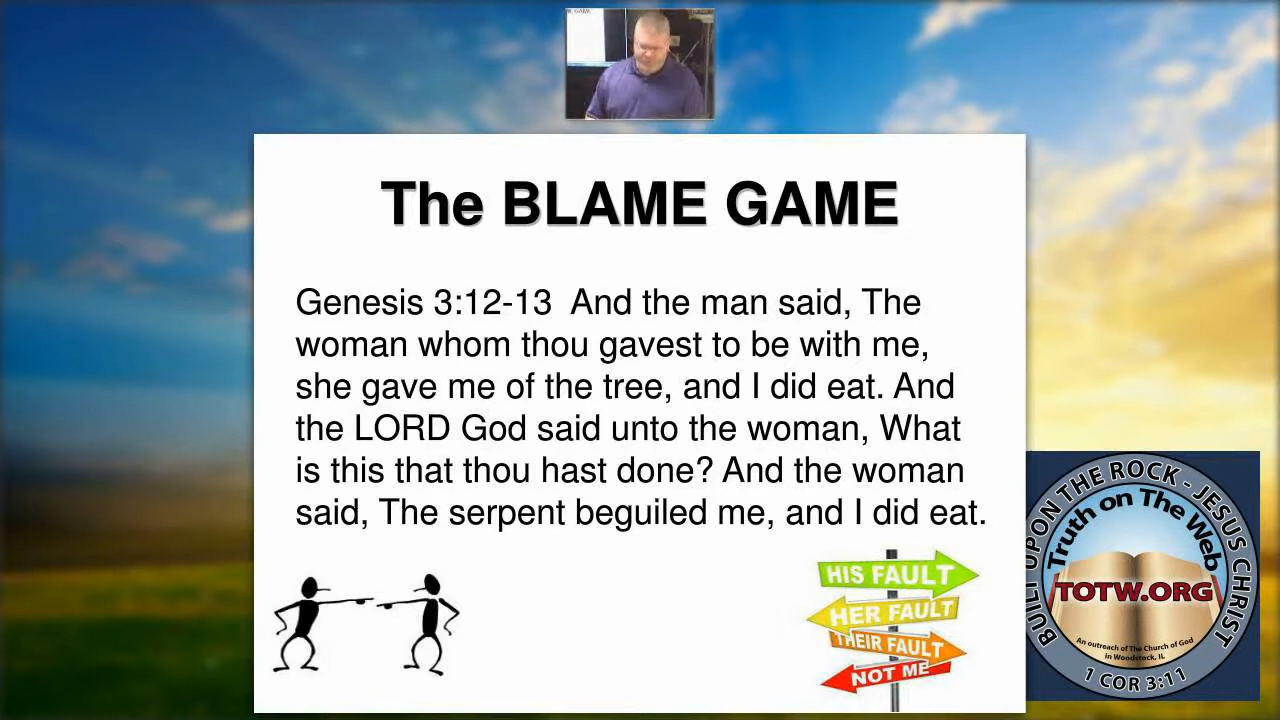 The BLAME GAME
Genesis 3:12-13 And the man said, The
woman whom thou gavest to be with me,
she gave me of the tree, and I did eat. And
the LORD God said unto the woman, What
is this that thou hast done? And the woman
said, The serpent beguiled me, and I did eat.
HIS FAULT
HER FAULT
THEIR FAULT
NOT ME
BUILT UPON THE ROCK - JESUS CHRIST
Truth on The Web
TOTW.ORG
An outreach of The Church of God
in Woodstock, IL
1 COR 3:11